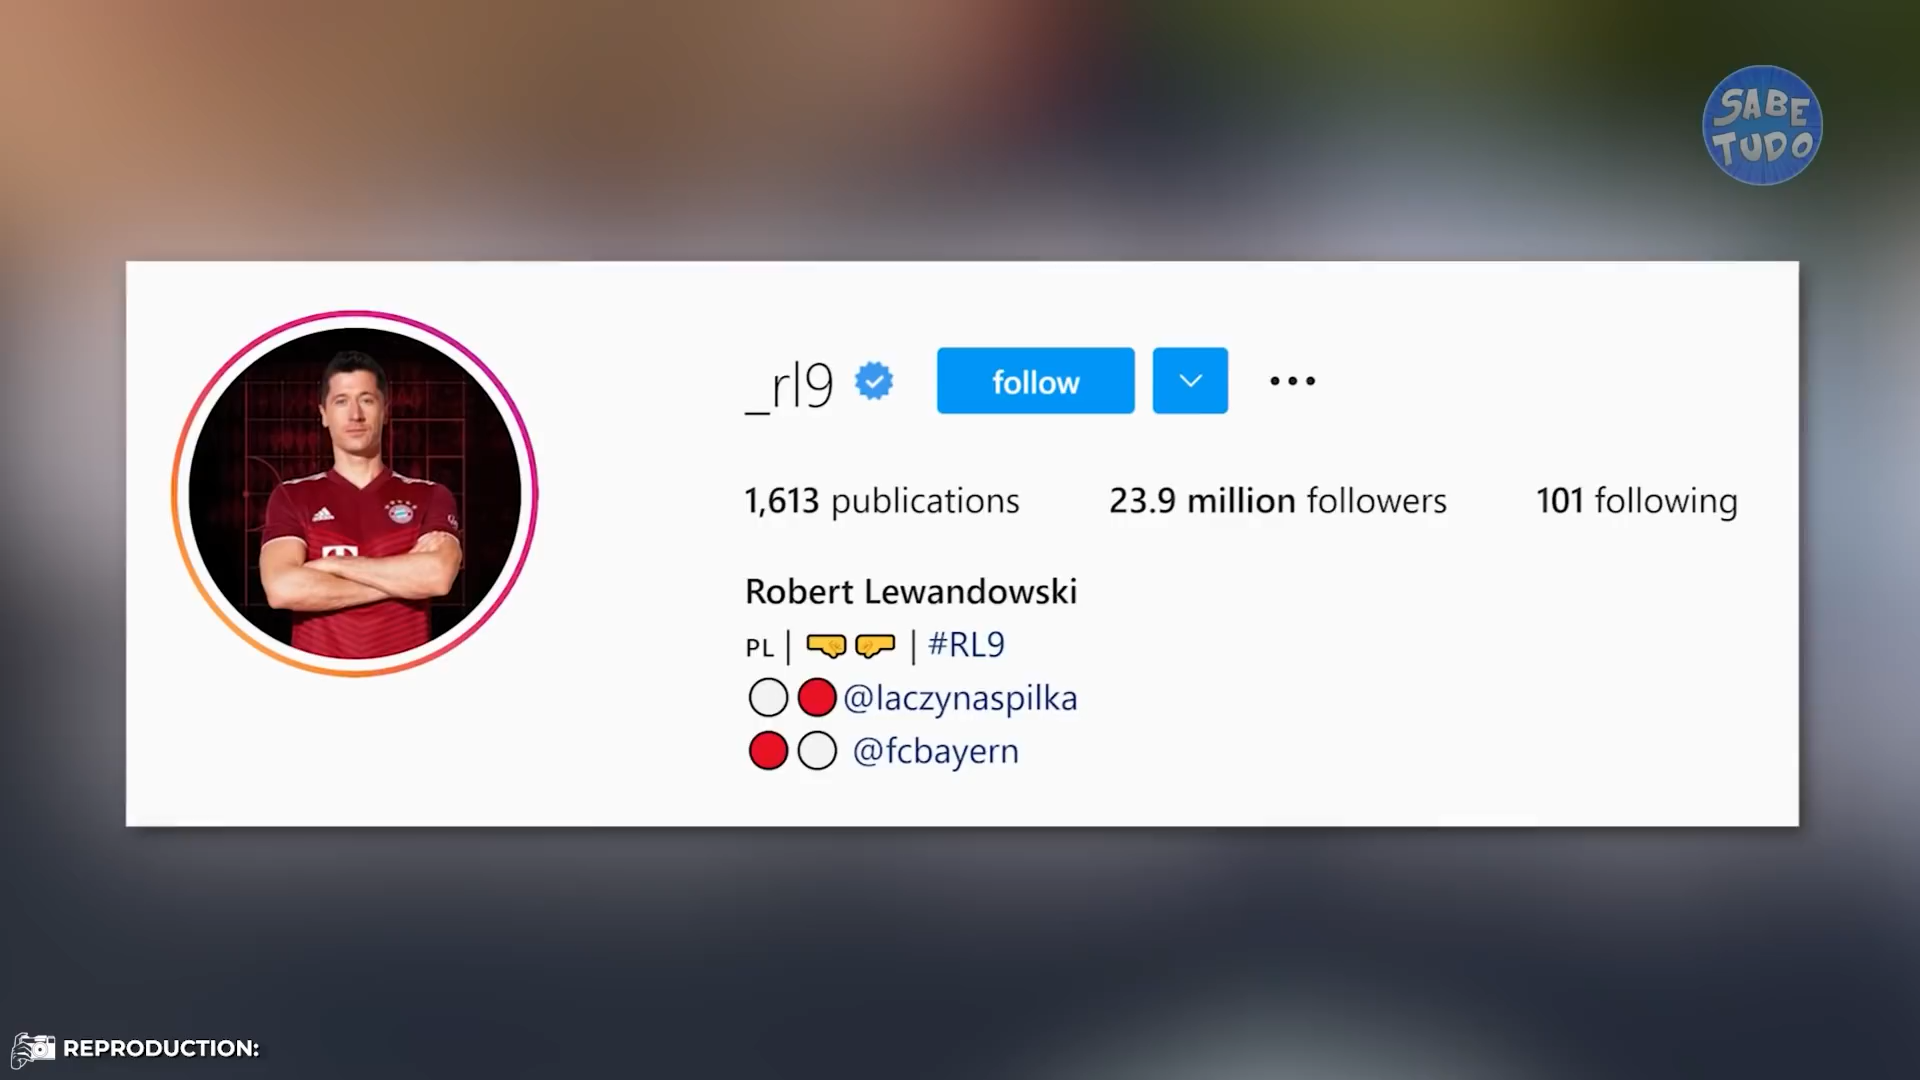 SABE
TUDO
_rl9
follow
1,613 publications
23.9 million followers
101 following
Robert Lewandowski
PL | 🤜🤛 | #RL9
⚪🔴@laczynaspilka
🔴⚪ @fcbayern
REPRODUCTION: